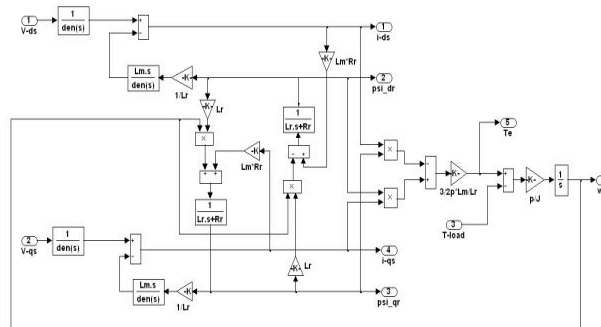 1
V-ds
1
den(s)
+
-
1
i-ds
Lm.s
den(s)
-K-
1/Lr
-K-
Lm*Rr
2
psi_dr
-K-
Lr
1
Lr.s+Rr
5
Te
X
-K
Lm*Rr
- +
X
+ +
X
-
+
-K-
3/2p*Lm/Lr
+
-
-K-
p/J
1
s
w
X
1
Lr.s+Rr
3
T-load
2
V-qs
1
den(s)
+
-
4
i-qs
-K-
Lr
Lm.s
den(s)
-K
1/Lr
3
psi_qr